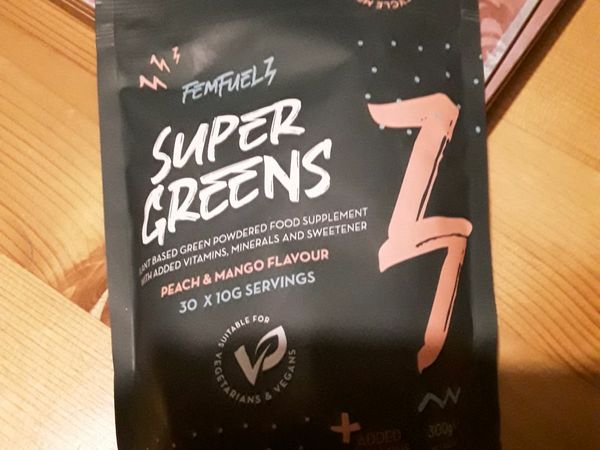 FEMFUELZ
SUPER
GREENS
PLANT BASED GREEN POWDERED FOOD SUPPLEMENT
WITH ADDED VITAMINS, MINERALS AND SWEETENER
PEACH & MANGO FLAVOUR
30 X 10G SERVINGS
SUITABLE FOR
VEGETARIANS & VEGANS
+ ADDED
300g